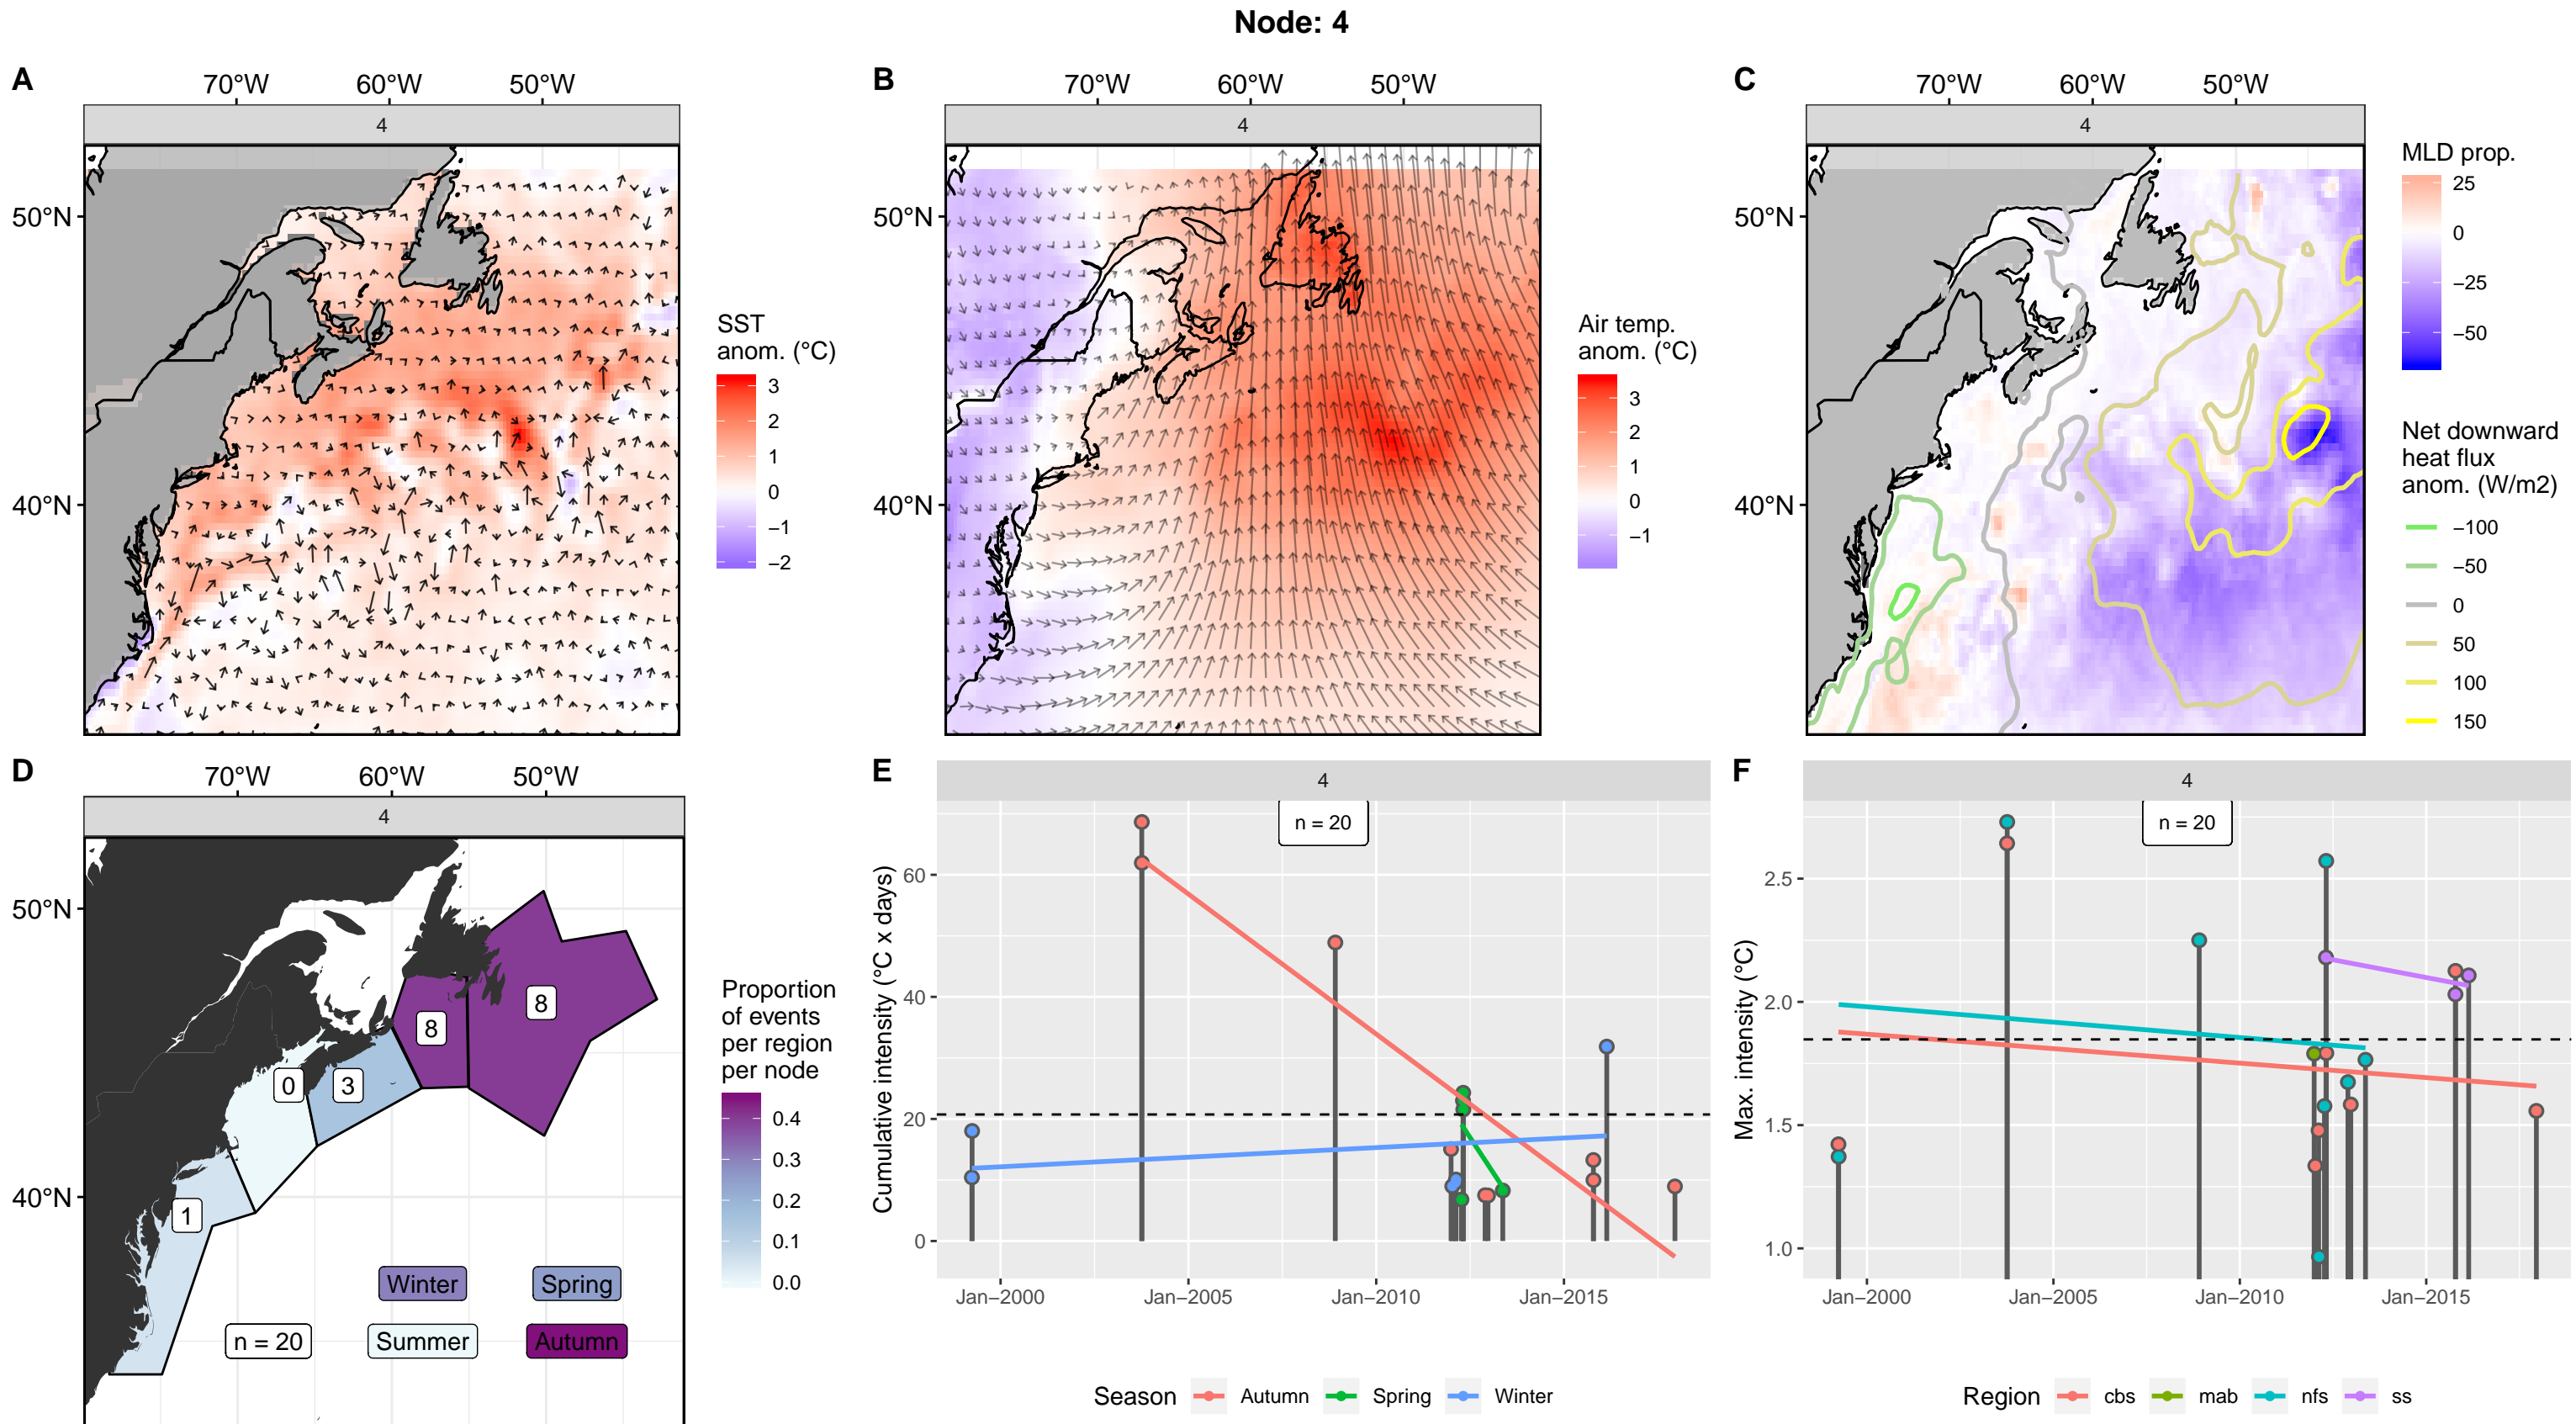 Node: 4
A
70°W 60°W 50°W
4
50°N
40°N
SST
anom. (°C)
3
2
1
0
−1
−2
B
70°W 60°W 50°W
4
50°N
40°N
Air temp.
anom. (°C)
3
2
1
0
−1
C
70°W 60°W 50°W
4
50°N
40°N
MLD prop.
25
0
−25
−50
Net downward
heat flux
anom. (W/m2)
−100
−50
0
50
100
150
D
70°W 60°W 50°W
4
50°N
40°N
8
8
0
3
1
Winter Spring
n = 20 Summer Autumn
Proportion
of events
per region
per node
0.4
0.3
0.2
0.1
0.0
E
4
n = 20
Cumulative intensity (°C x days)
60
40
20
0
Jan−2000 Jan−2005 Jan−2010 Jan−2015
Season Autumn Spring Winter
F
4
n = 20
Max. intensity (°C)
2.5
2.0
1.5
1.0
Jan−2000 Jan−2005 Jan−2010 Jan−2015
Region cbs mab nfs ss